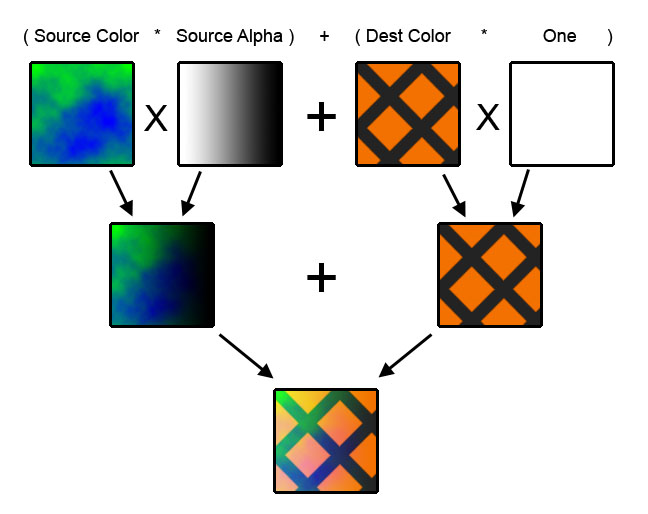 ( Source Color * Source Alpha ) + ( Dest Color * One )
X + X
+